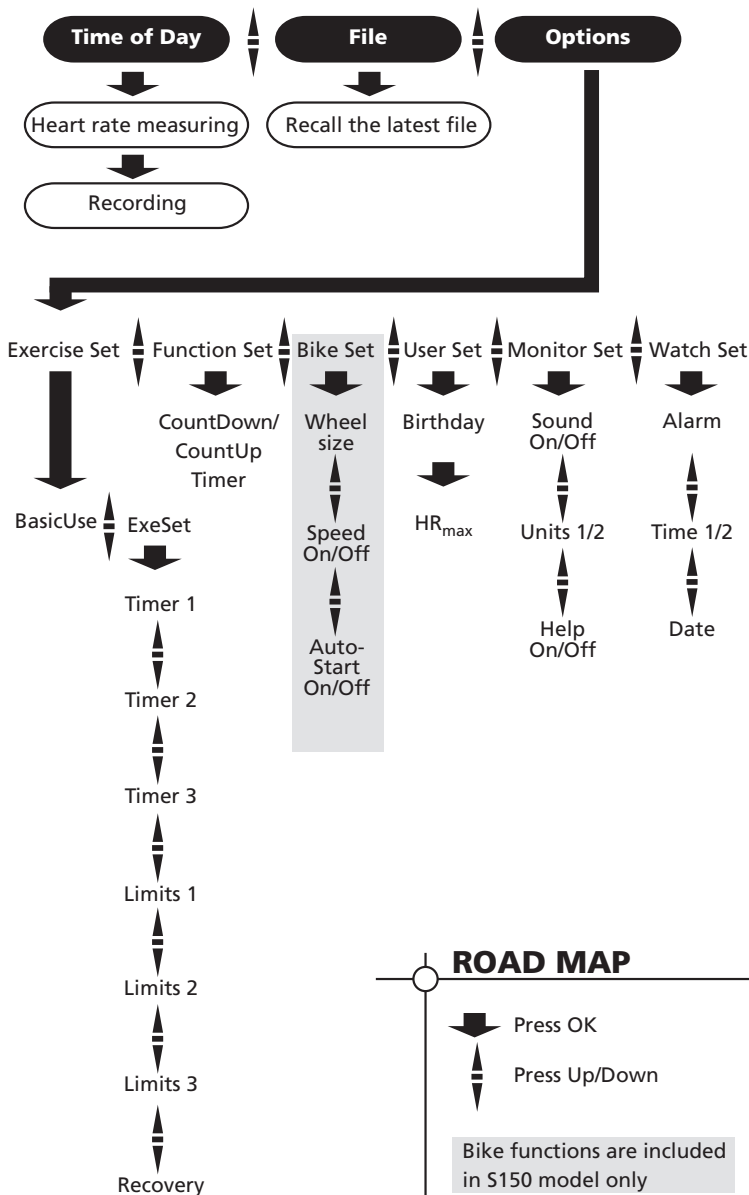 Time of Day
File
Options
Heart rate measuring
Recall the latest file
Recording
Exercise Set
Function Set
Bike Set
User Set
Monitor Set
Watch Set
CountDown/
CountUp
Timer
Wheel
size
Speed
On/Off
Auto-
Start
On/Off
Birthday
HRmax
Sound
On/Off
Units 1/2
Help
On/Off
Alarm
Time 1/2
Date
BasicUse
ExeSet
Timer 1
Timer 2
Timer 3
Limits 1
Limits 2
Limits 3
Recovery
ROAD MAP
Press OK
Press Up/Down
Bike functions are included
in S150 model only